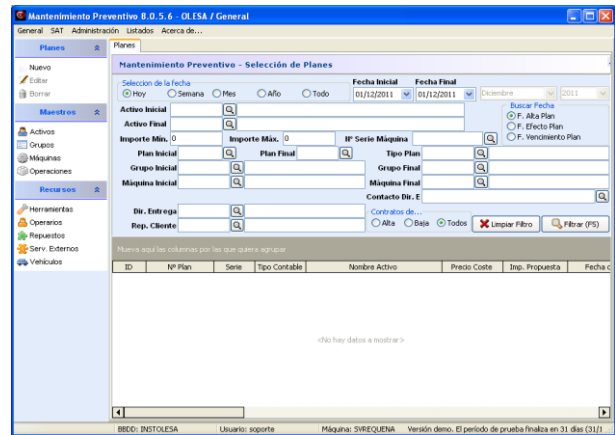 Mantenimiento Preventivo 8.0.5.6 - OLESA / General
General SAT Administración Listados Acerca de...
Planes
Nuevo
Editar
Borrar
Maestros
Activos
Grupos
Máquinas
Operaciones
Recursos
Herramientas
Operarios
Repuestos
Serv. Externos
Vehículos
Planes
Mantenimiento Preventivo - Selección de Planes
Seleccion de la fecha
Hoy Semana Mes Año Todo
Fecha Inicial Fecha Final
01/12/2011 01/12/2011 Diciembre 2011
Activo Inicial
Activo Final
Buscar Fecha
F. Alta Plan
F. Efecto Plan
F. Vencimiento Plan
Importe Mín. 0 Importe Máx. 0 Nº Serie Máquina
Plan Inicial Plan Final Tipo Plan
Grupo Inicial Grupo Final
Máquina Inicial Máquina Final
Contacto Dir. E
Dir. Entrega
Rep. Cliente
Contratos de...
Alta Baja Todos Limpiar Filtro Filtrar (F5)
Mueva aquí las columnas por las que quiera agrupar
ID Nº Plan Serie Tipo Contable Nombre Activo Precio Coste Imp. Propuesta Fecha
<No hay datos a mostrar>
BBDD: INSTOLESA Usuario: soporte Máquina: SVREQUENA Versión demo. El período de prueba finaliza en 31 días (31/1